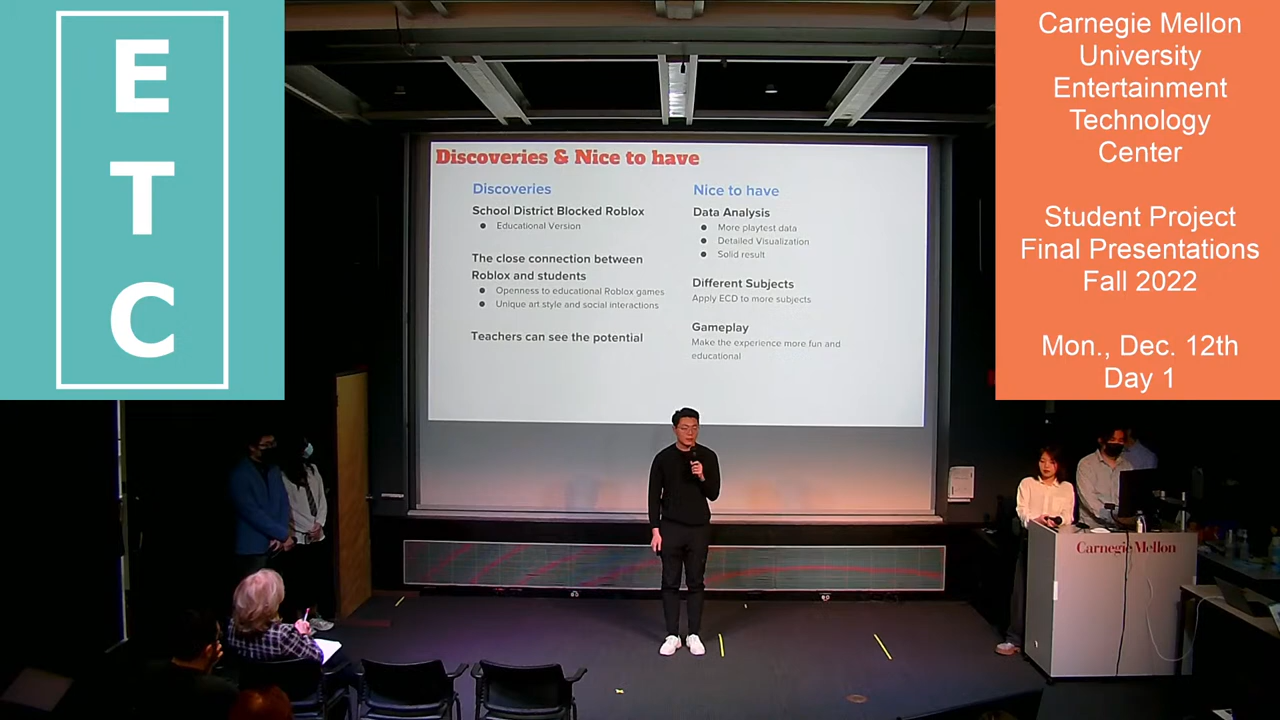 E
T
C
Carnegie Mellon
University
Entertainment
Technology
Center
Student Project
Final Presentations
Fall 2022
Mon., Dec. 12th
Day 1
Discoveries & Nice to have
Discoveries
School District Blocked Roblox
Educational Version
The close connection between
Roblox and students
Openness to educational Roblox games
Unique art style and social interactions
Teachers can see the potential
Nice to have
Data Analysis
More playtest data
Detailed Visualization
Solid result
Different Subjects
Apply ECD to more subjects
Gameplay
Make the experience more fun and
educational
Carnegie Mellon